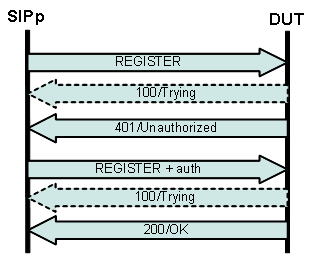 SIPp
DUT
REGISTER
100/Trying
401/Unauthorized
REGISTER + auth
100/Trying
200/OK